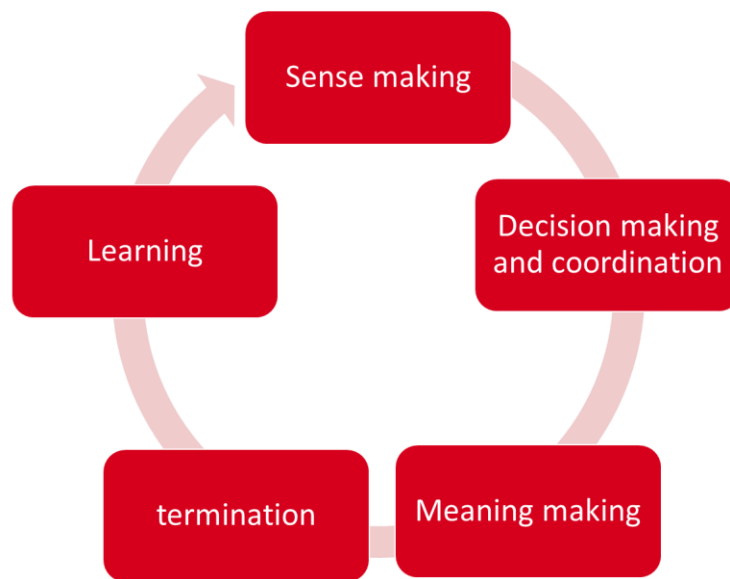 Sense making
Decision making
and coordination
Meaning making
termination
Learning